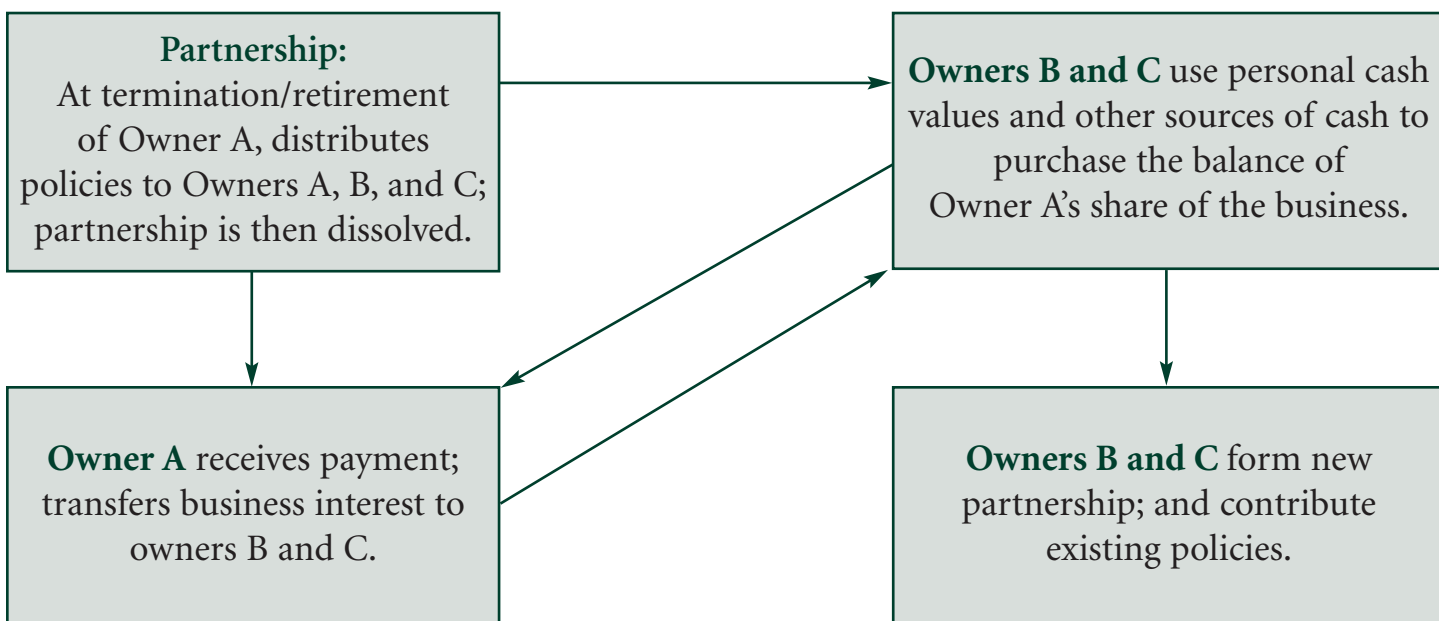 Partnership:
At termination/retirement
of Owner A, distributes
policies to Owners A, B, and C;
partnership is then dissolved.
Owners B and C use personal cash
values and other sources of cash to
purchase the balance of
Owner A’s share of the business.
Owner A receives payment;
transfers business interest to
owners B and C.
Owners B and C form new
partnership; and contribute
existing policies.